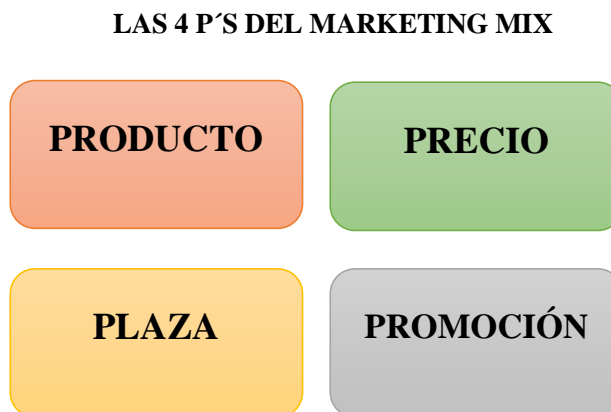 LAS 4 P´S DEL MARKETING MIX
PRODUCTO
PRECIO
PLAZA
PROMOCIÓN